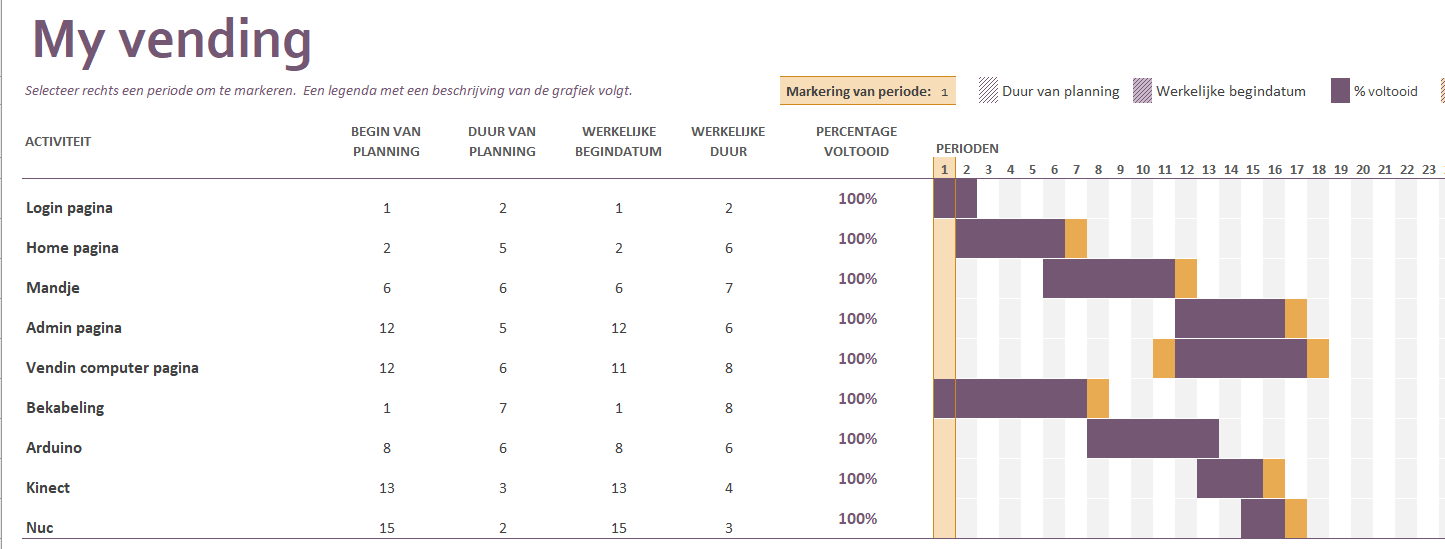 My vending
Selecteer rechts een periode om te markeren. Een legenda met een beschrijving van de grafiek volgt.
Markering van periode: 1
Duur van planning
Werkelijke begindatum
% voltooid
ACTIVITEIT
BEGIN VAN
PLANNING
DUUR VAN
PLANNING
WERKELIJKE
BEGINDATUM
WERKELIJKE
DUUR
PERCENTAGE
VOLTOOID
PERIODEN
1 2 3 4 5 6 7 8 9 10 11 12 13 14 15 16 17 18 19 20 21 22 23
Login pagina 1 2 1 2 100%
Home pagina 2 5 2 6 100%
Mandje 6 6 6 7 100%
Admin pagina 12 5 12 6 100%
Vendin computer pagina 12 6 11 8 100%
Bekabeling 1 7 1 8 100%
Arduino 8 6 8 6 100%
Kinect 13 3 13 4 100%
Nuc 15 2 15 3 100%